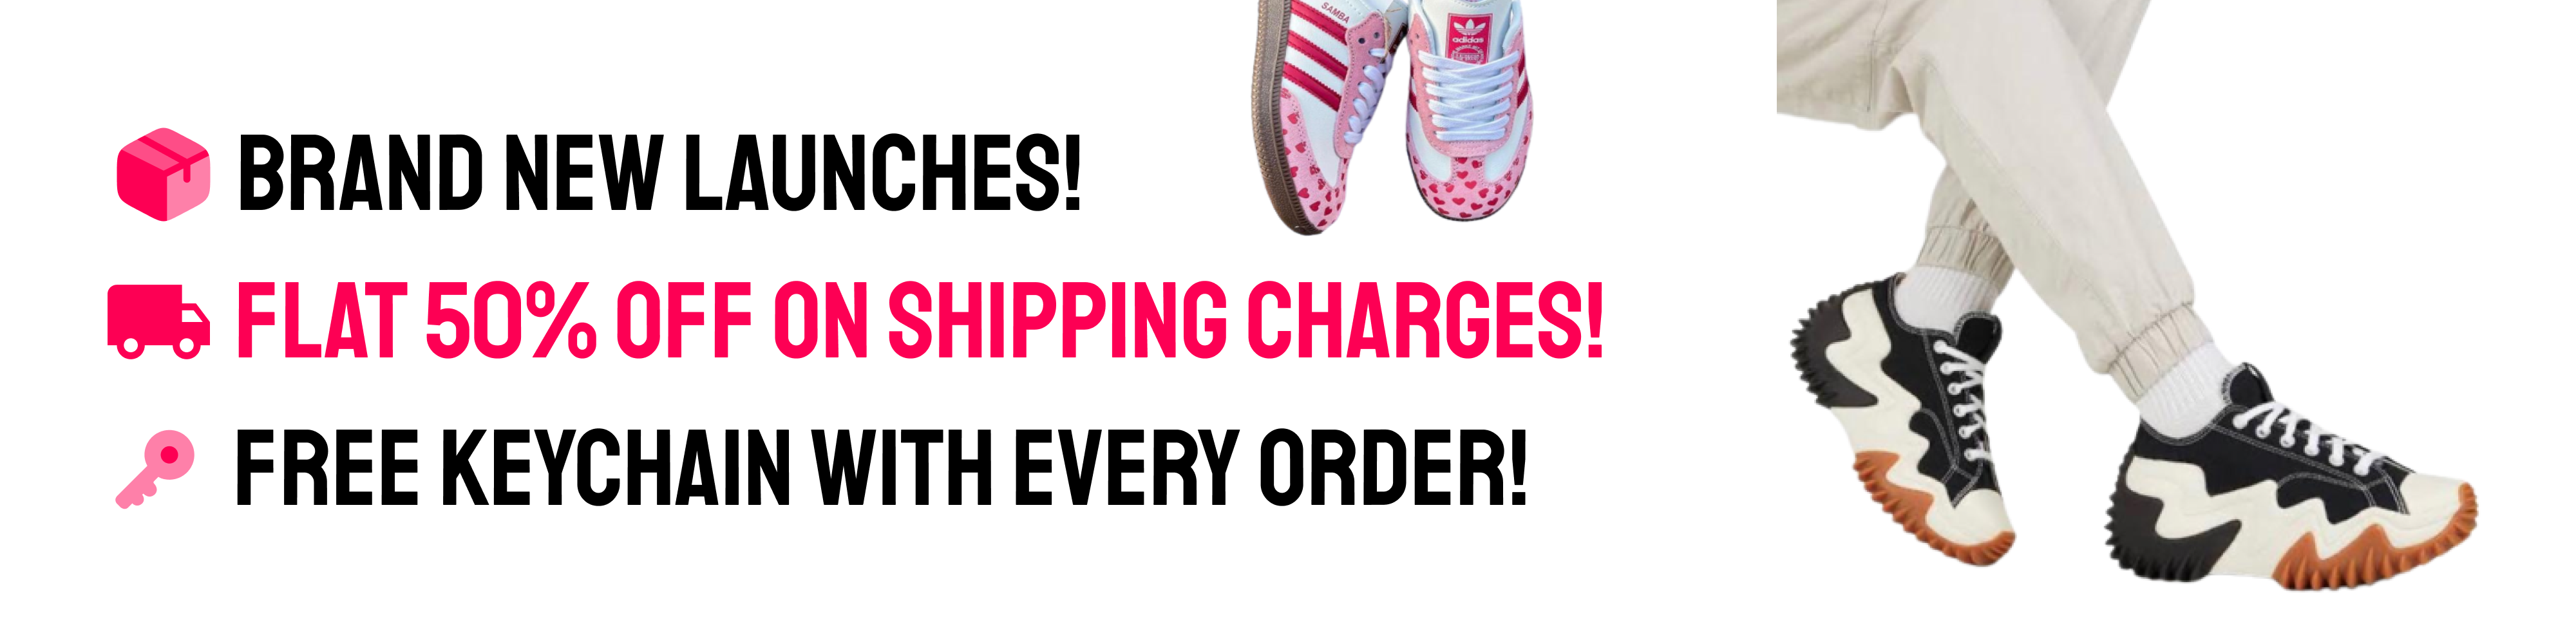 SAMBA
adidas
BRAND NEW LAUNCHES!
FLAT 50% OFF ON SHIPPING CHARGES!
FREE KEYCHAIN WITH EVERY ORDER!